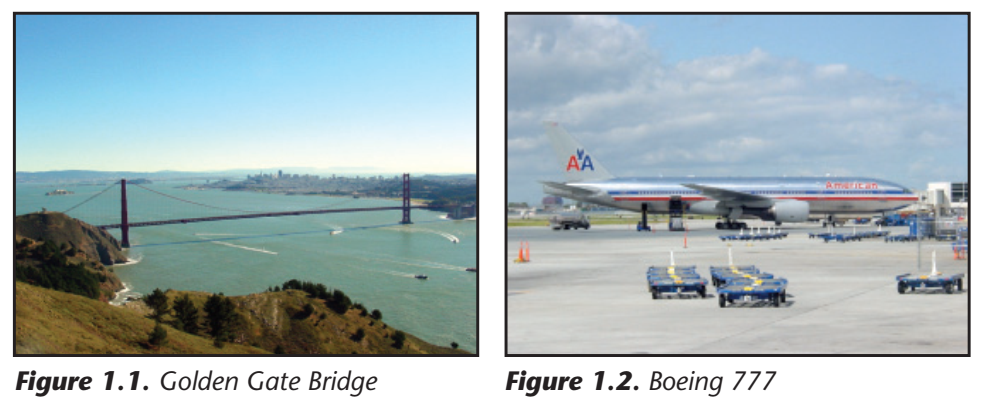 AA
American
Figure 1.1. Golden Gate Bridge
Figure 1.2. Boeing 777